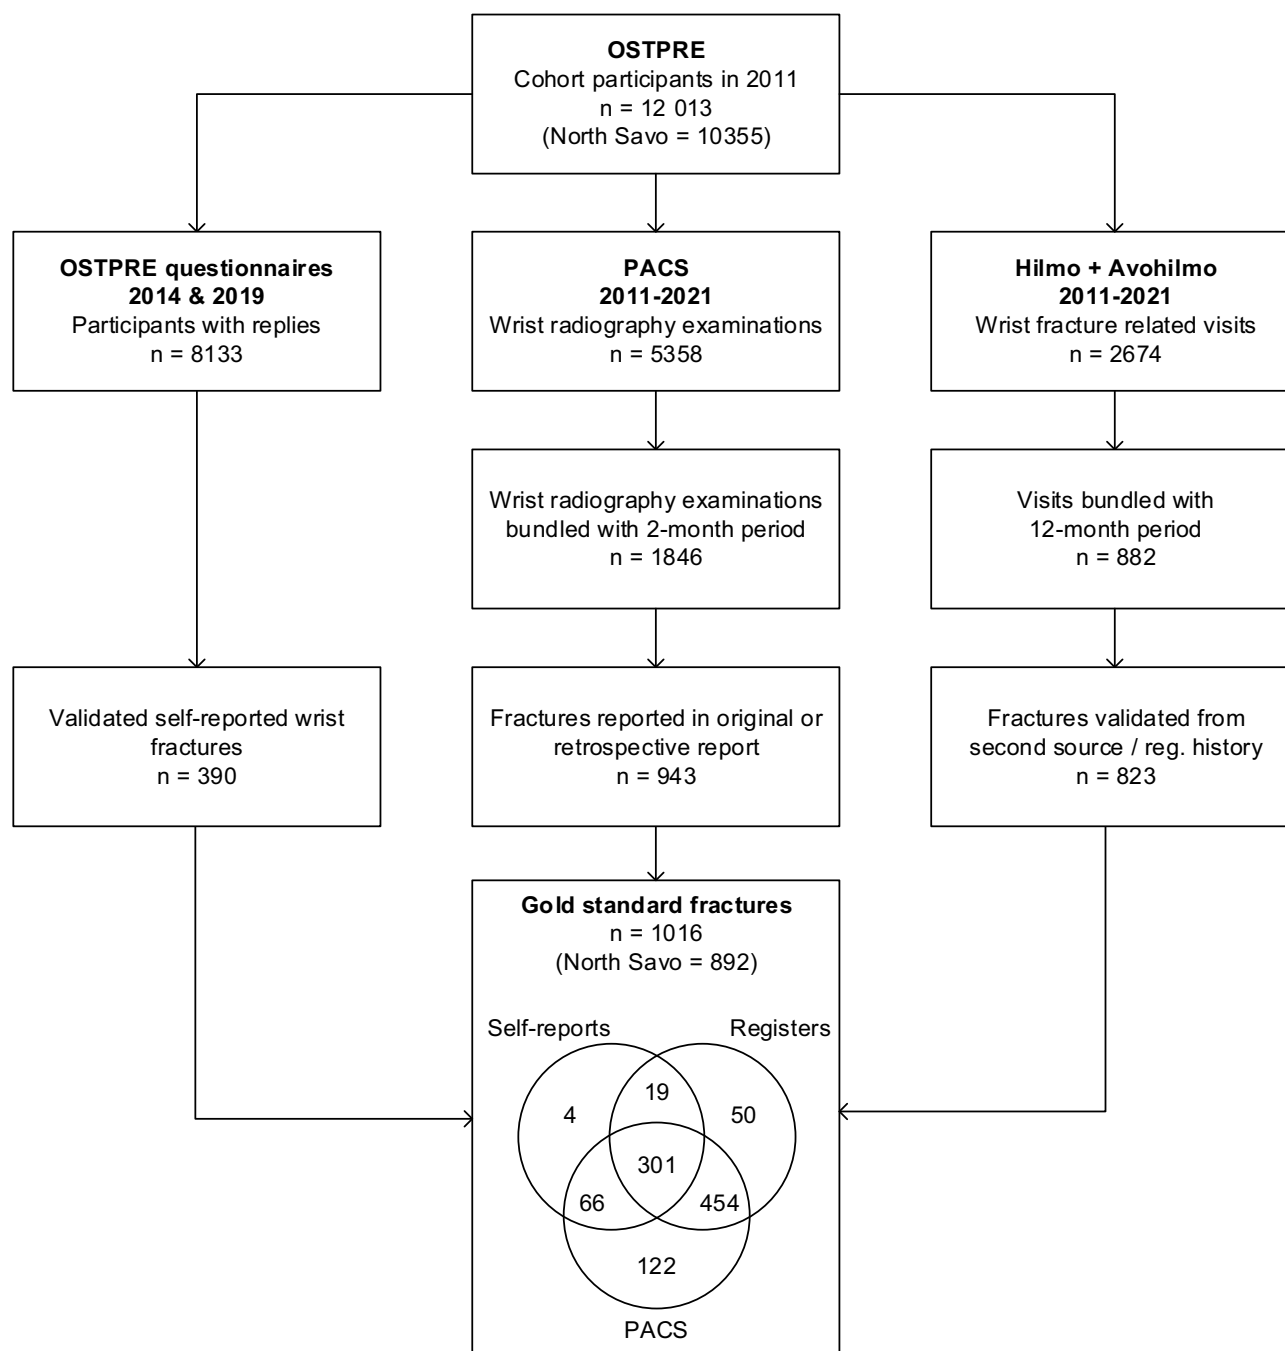 OSTPRE
Cohort participants in 2011
n = 12 013
(North Savo = 10355)
OSTPRE questionnaires
2014 & 2019
Participants with replies
n = 8133
PACS
2011-2021
Wrist radiography examinations
n = 5358
Hilmo + Avohilmo
2011-2021
Wrist fracture related visits
n = 2674
Wrist radiography examinations
bundled with 2-month period
n = 1846
Visits bundled with
12-month period
n = 882
Validated self-reported wrist
fractures
n = 390
Fractures reported in original or
retrospective report
n = 943
Fractures validated from
second source / reg. history
n = 823
Gold standard fractures
n = 1016
(North Savo = 892)
Self-reports
Registers
19
4
50
301
66
454
122
PACS